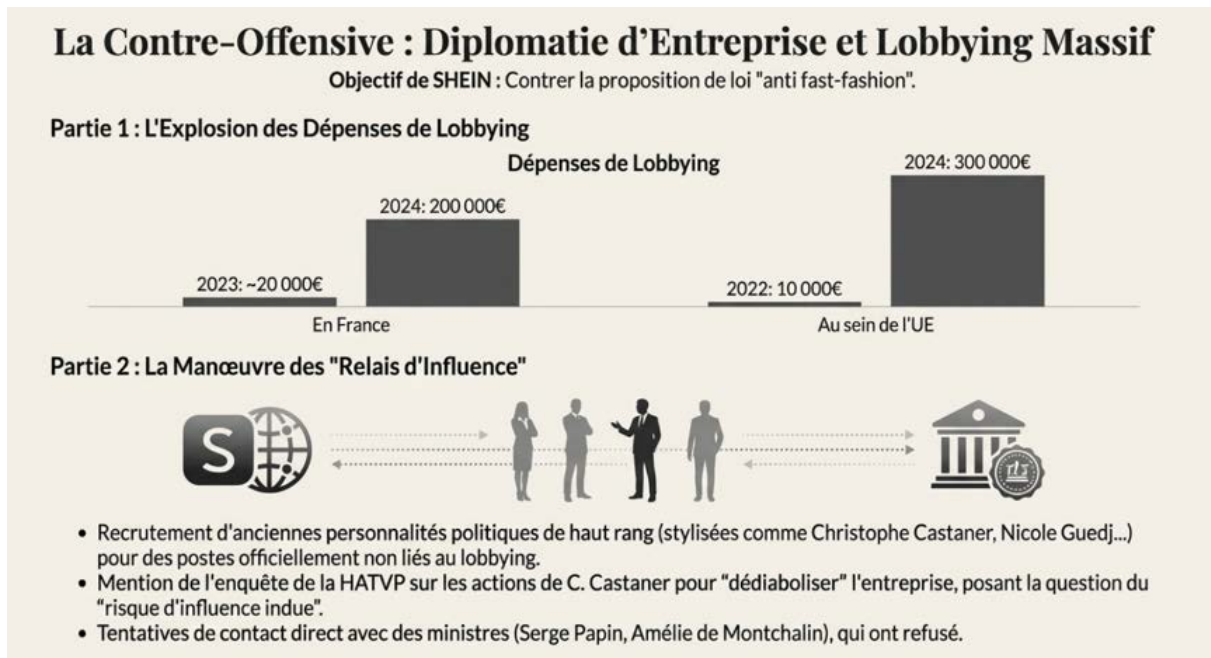 La Contre-Offensive : Diplomatie d’Entreprise et Lobbying Massif
Objectif de SHEIN : Contrer la proposition de loi "anti fast-fashion".
Partie 1 : L'Explosion des Dépenses de Lobbying
Dépenses de Lobbying
2023: ~20 000€
2024: 200 000€
En France
2022: 10 000€
2024: 300 000€
Au sein de l'UE
Partie 2 : La Manœuvre des "Relais d'Influence"
S
• Recrutement d'anciennes personnalités politiques de haut rang (stylisées comme Christophe Castaner, Nicole Guedj...)
pour des postes officiellement non liés au lobbying.
• Mention de l'enquête de la HATVP sur les actions de C. Castaner pour “dédiaboliser” l'entreprise, posant la question du
“risque d'influence indue”.
• Tentatives de contact direct avec des ministres (Serge Papin, Amélie de Montchalin), qui ont refusé.